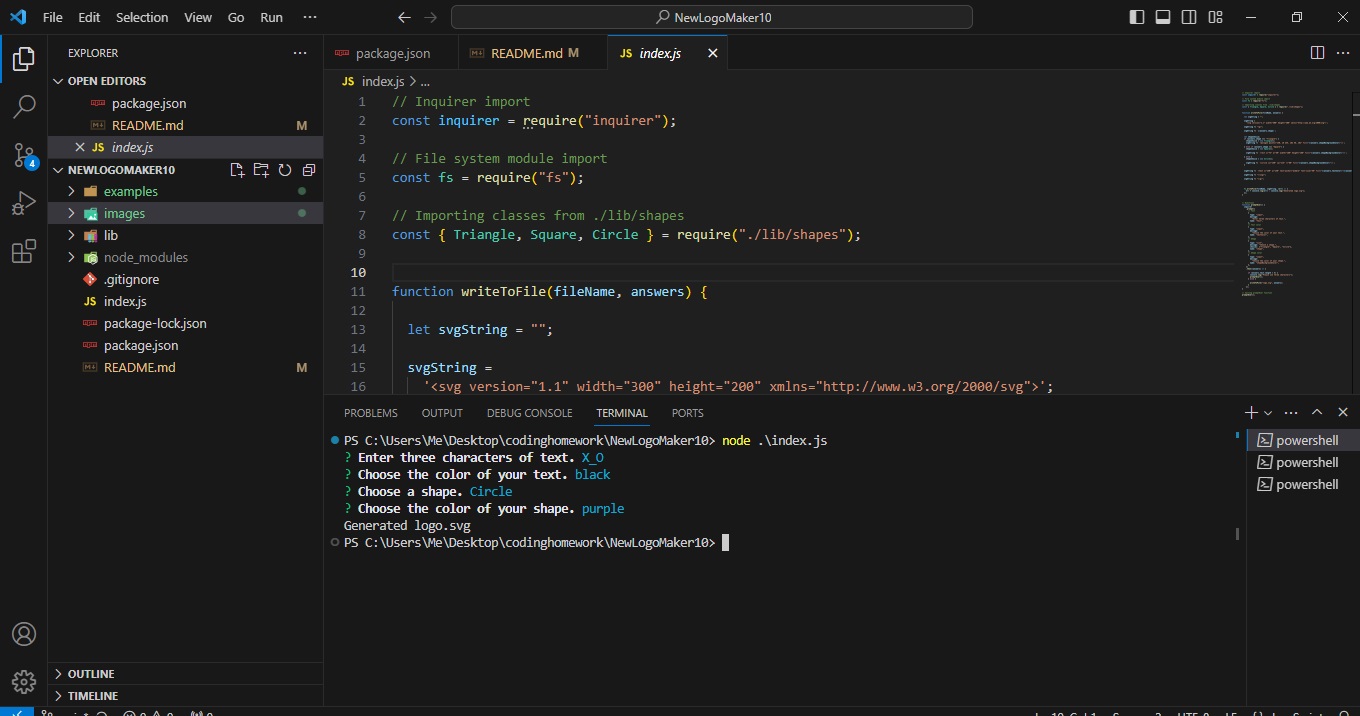 File Edit Selection View Go Run ··· NewLogoMaker10
EXPLORER
OPEN EDITORS
package.json
README.md M
JS index.js
NEWLOGOMAKER10
examples
images
lib
node_modules
.gitignore
JS index.js
package-lock.json
package.json
README.md M
OUTLINE
TIMELINE
4
package.json README.md M JS index.js
JS index.js > ...
1 // Inquirer import
2 const inquirer = require("inquirer");
3
4 // File system module import
5 const fs = require("fs");
6
7 // Importing classes from ./lib/shapes
8 const { Triangle, Square, Circle } = require("./lib/shapes");
9
10
11 function writeToFile(fileName, answers) {
12
13 let svgString = "";
14
15 svgString =
16 '<svg version="1.1" width="300" height="200" xmlns="http://www.w3.org/2000/svg">';
PROBLEMS OUTPUT DEBUG CONSOLE TERMINAL PORTS
PS C:\Users\Me\Desktop\codinghomework\NewLogoMaker10> node .\index.js
? Enter three characters of text. X_O
? Choose the color of your text. black
? Choose a shape. Circle
? Choose the color of your shape. purple
Generated logo.svg
PS C:\Users\Me\Desktop\codinghomework\NewLogoMaker10>
powershell
powershell
powershell